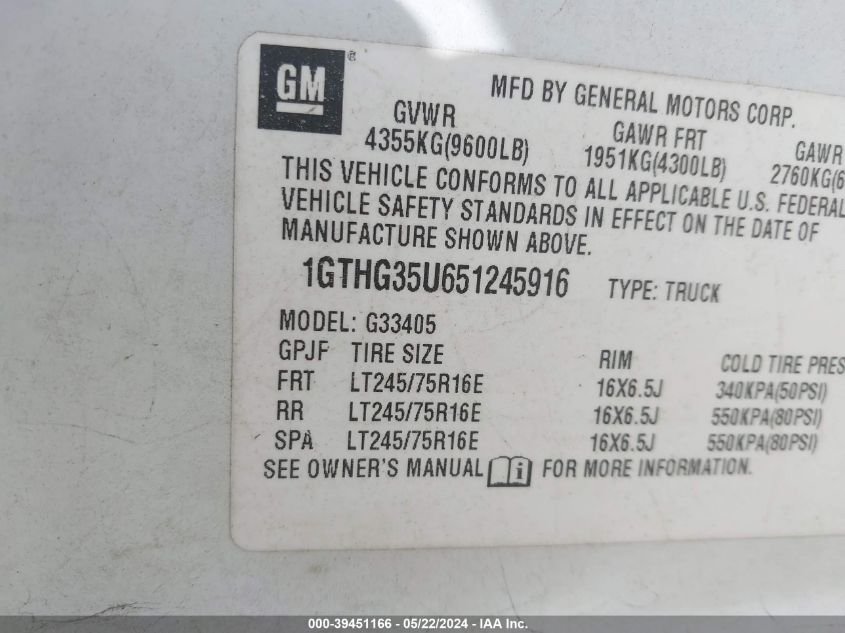 GM ®
MFD BY GENERAL MOTORS CORP.
GVWR GAWR FRT GAWR
4355KG(9600LB) 1951KG(4300LB) 2760KG(6
THIS VEHICLE CONFORMS TO ALL APPLICABLE U.S. FEDERAL
VEHICLE SAFETY STANDARDS IN EFFECT ON THE DATE OF
MANUFACTURE SHOWN ABOVE.
1GTHG35U651245916 TYPE: TRUCK
MODEL: G33405
GPJF TIRE SIZE RIM COLD TIRE PRES
FRT LT245/75R16E 16X6.5J 340KPA(50PSI)
RR LT245/75R16E 16X6.5J 550KPA(80PSI)
SPA LT245/75R16E 16X6.5J 550KPA(80PSI)
SEE OWNER'S MANUAL i FOR MORE INFORMATION.
000-39451166 - 05/22/2024 - IAA Inc.